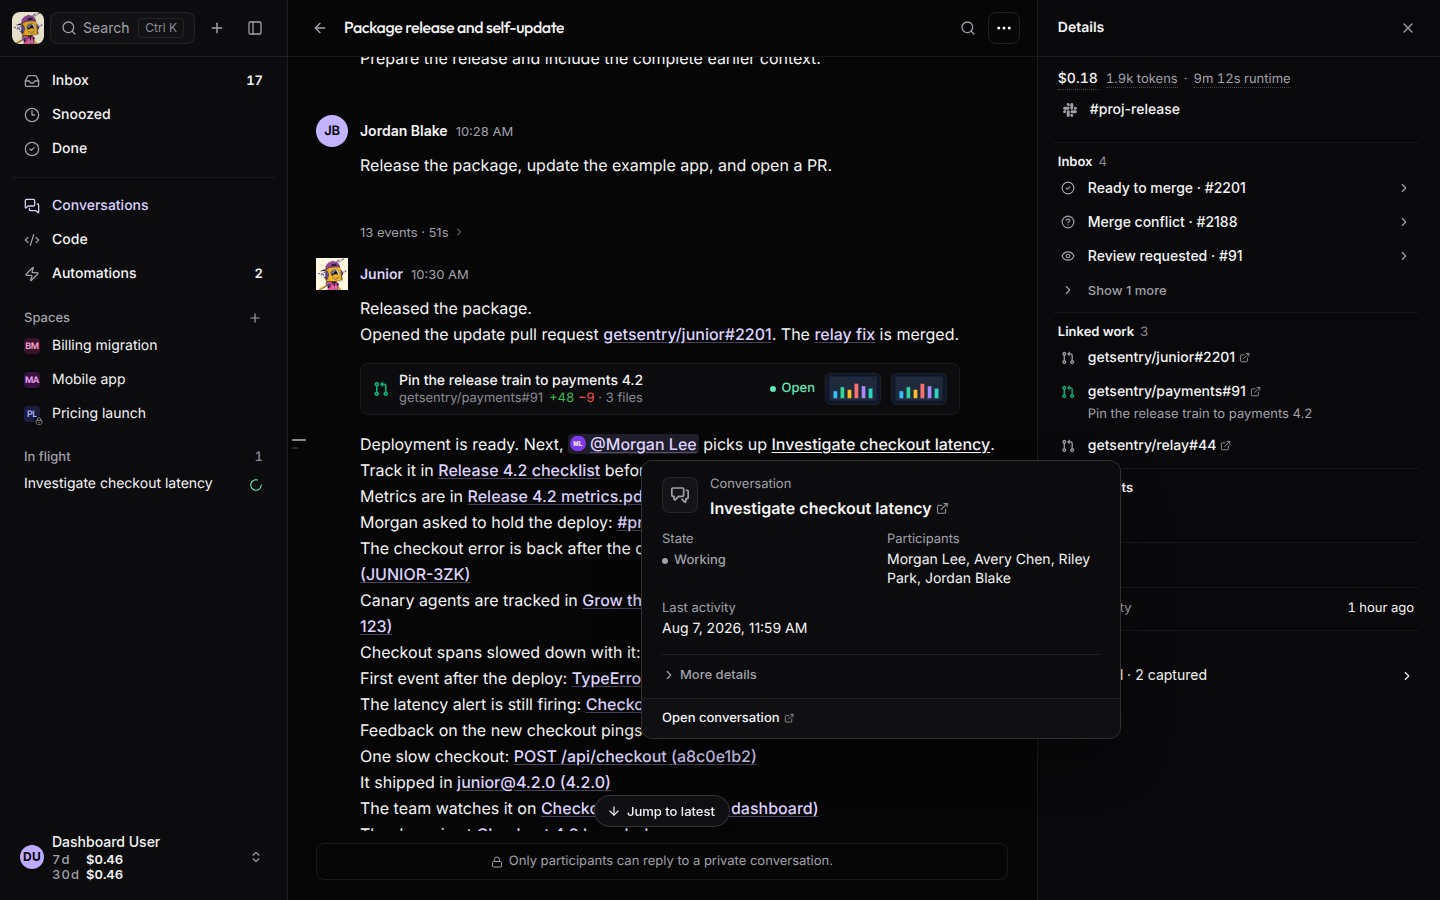 Search
Ctrl K
Inbox
17
Snoozed
Done
Conversations
Code
Automations
2
Spaces
BM
Billing migration
MA
Mobile app
PL
Pricing launch
In flight
1
Investigate checkout latency
DU
Dashboard User
7d $0.46
30d $0.46
Package release and self-update
Prepare the release and include the complete earlier context.
JB
Jordan Blake 10:28 AM
Release the package, update the example app, and open a PR.
13 events · 51s
Junior 10:30 AM
Released the package.
Opened the update pull request getsentry/junior#2201. The relay fix is merged.
Pin the release train to payments 4.2
getsentry/payments#91 +48 −9 · 3 files
Open
Deployment is ready. Next, ML @Morgan Lee picks up Investigate checkout latency.
Track it in Release 4.2 checklist
Metrics are in Release 4.2
Morgan asked to hold the deploy:
The checkout error is back after the
(JUNIOR-3ZK)
Canary agents are tracked in Grow
123)
Checkout spans slowed down with it:
First event after the deploy:
The latency alert is still firing:
Feedback on the new checkout pings
One slow checkout: POST /api/checkout (a8c0e1b2)
It shipped in junior@4.2.0 (4.2.0)
The team watches it on
dashboard)
Jump to latest
Only participants can reply to a private conversation.
Conversation
Investigate checkout latency
State
Working
Participants
Morgan Lee, Avery Chen, Riley
Park, Jordan Blake
Last activity
Aug 7, 2026, 11:59 AM
More details
Open conversation
Details
$0.18 1.9k tokens · 9m 12s runtime
#proj-release
Inbox 4
Ready to merge · #2201
Merge conflict · #2188
Review requested · #91
Show 1 more
Linked work 3
getsentry/junior#2201
getsentry/payments#91
Pin the release train to payments 4.2
getsentry/relay#44
1 hour ago
· 2 captured